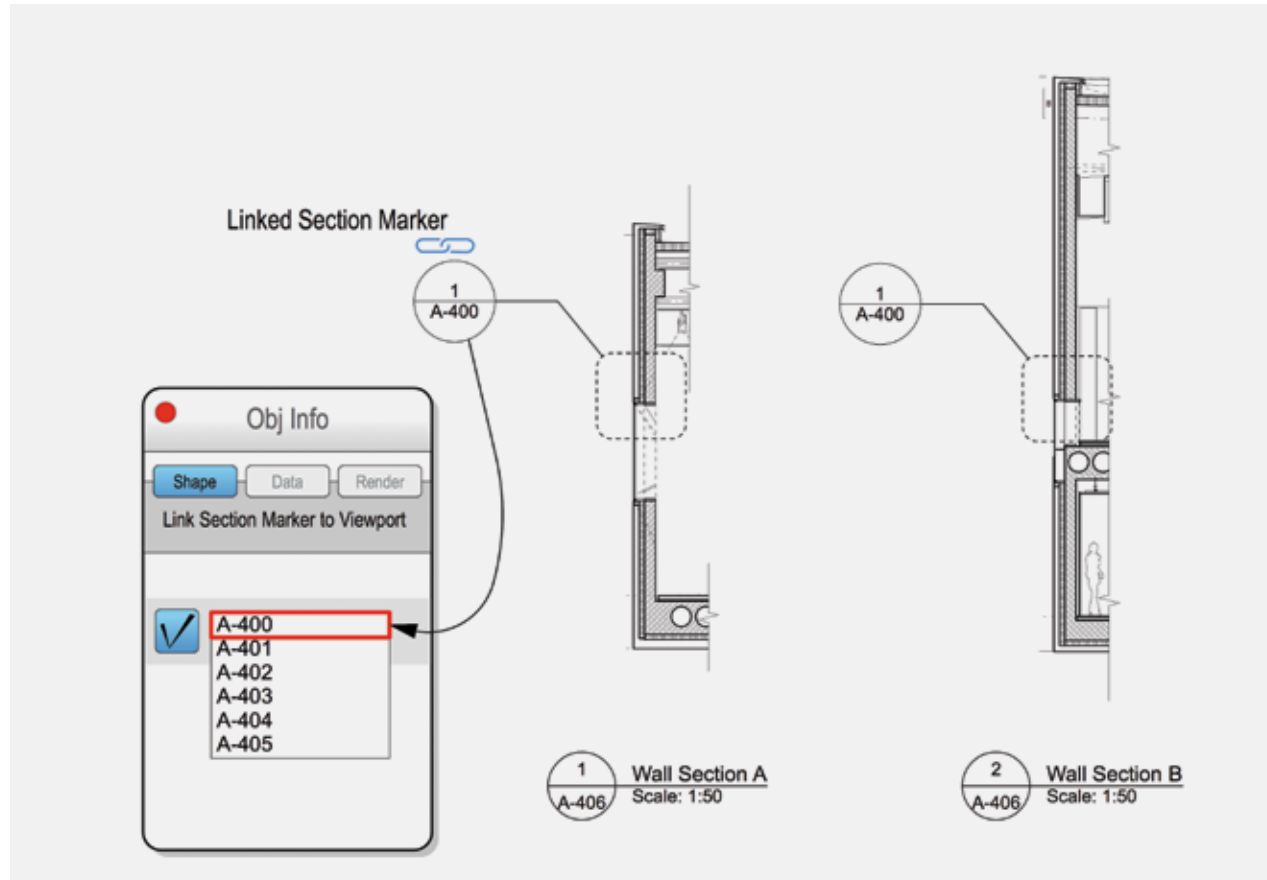 Linked Section Marker
1
A-400
1
A-400
Obj Info
Shape
Data
Render
Link Section Marker to Viewport
A-400
A-401
A-402
A-403
A-404
A-405
1
A-406
Wall Section A
Scale: 1:50
2
A-406
Wall Section B
Scale: 1:50